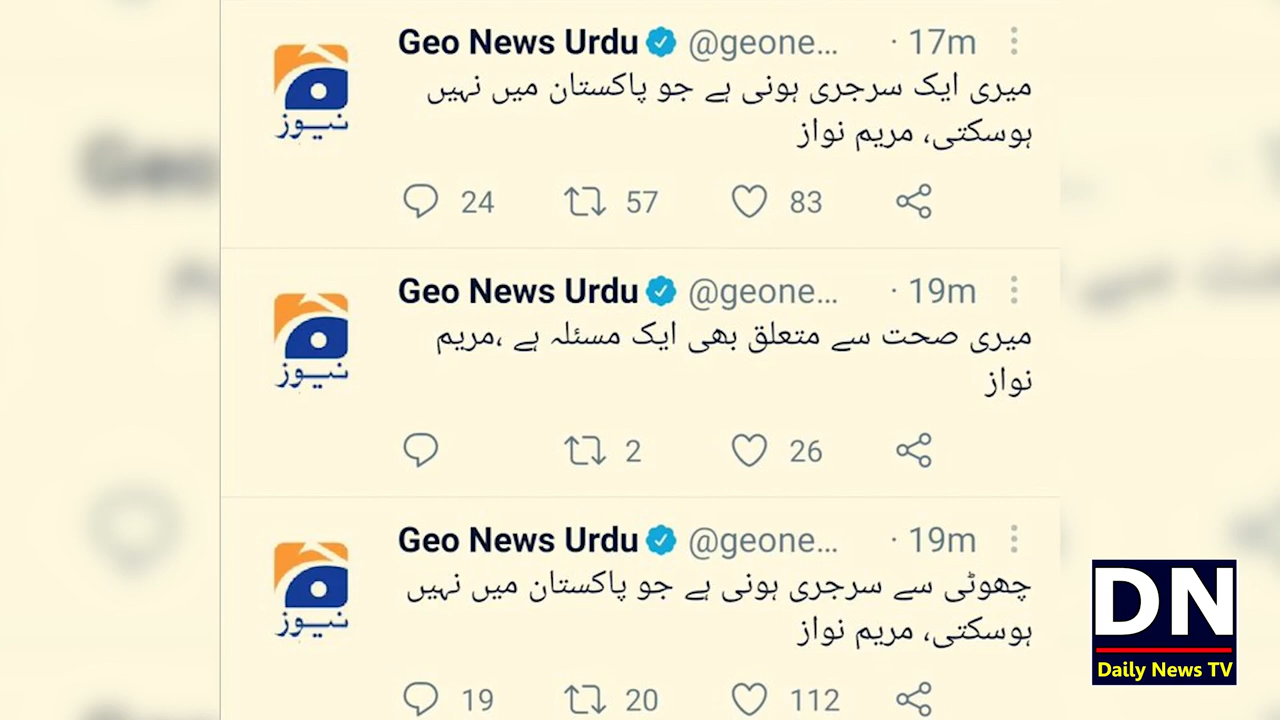 Geo News Urdu @geone... · 17m
میری ایک سرجری ہونی ہے جو پاکستان میں نہیں
ہوسکتی، مریم نواز
24 57 83
نیوز
Geo News Urdu @geone... · 19m
میری صحت سے متعلق بھی ایک مسئلہ ہے ،مریم
نواز
2 26
نیوز
Geo News Urdu @geone... · 19m
چھوٹی سے سرجری ہونی ہے جو پاکستان میں نہیں
ہوسکتی، مریم نواز
19 20 112
نیوز
DN
Daily News TV